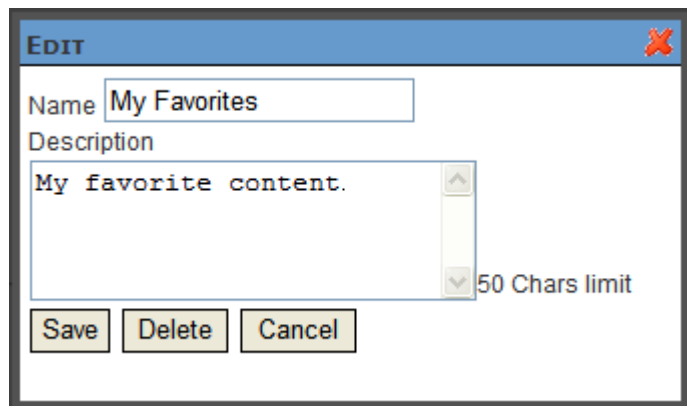 EDIT
Name My Favorites
Description
My favorite content.
50 Chars limit
Save Delete Cancel